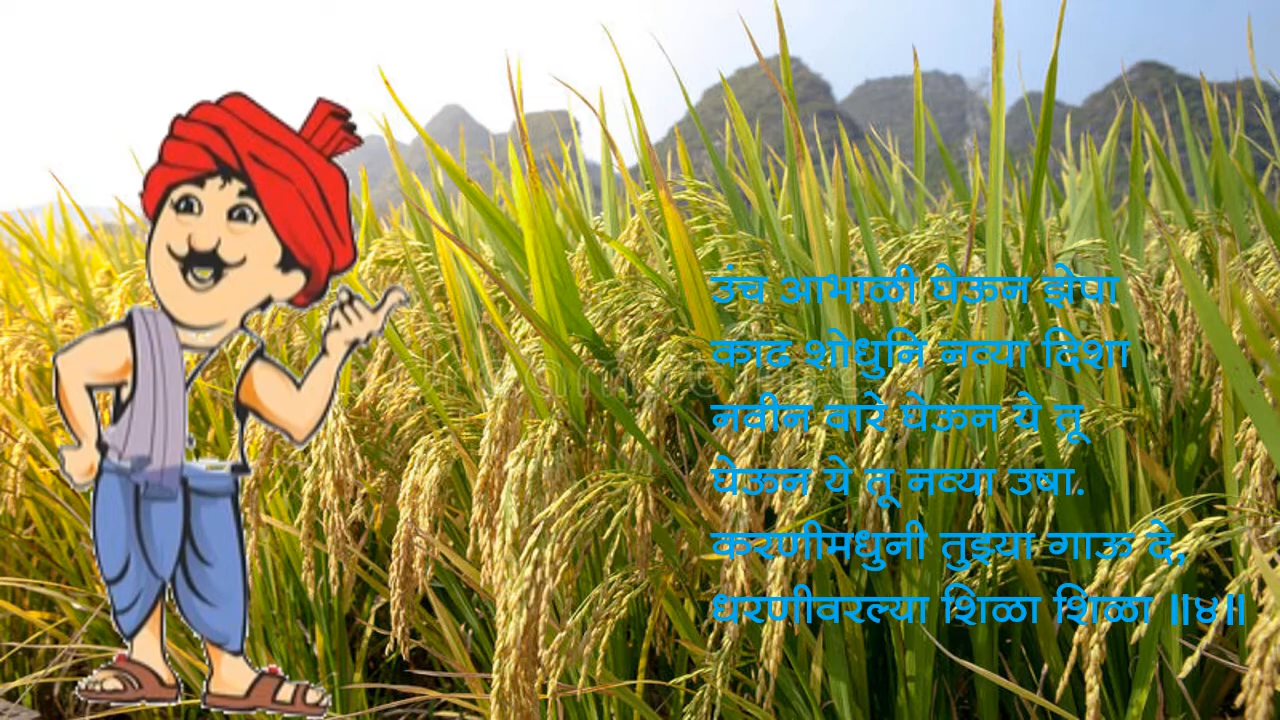 उंच आभाळी घेऊन झेपा
काढ शोधुनि नव्या दिशा
नवीन वारे घेऊन ये तू
घेऊन ये तू नव्या उषा.
करणीमधुनी तुझ्या गाऊ दे,
धरणीवरल्या शिळा शिळा ॥४॥